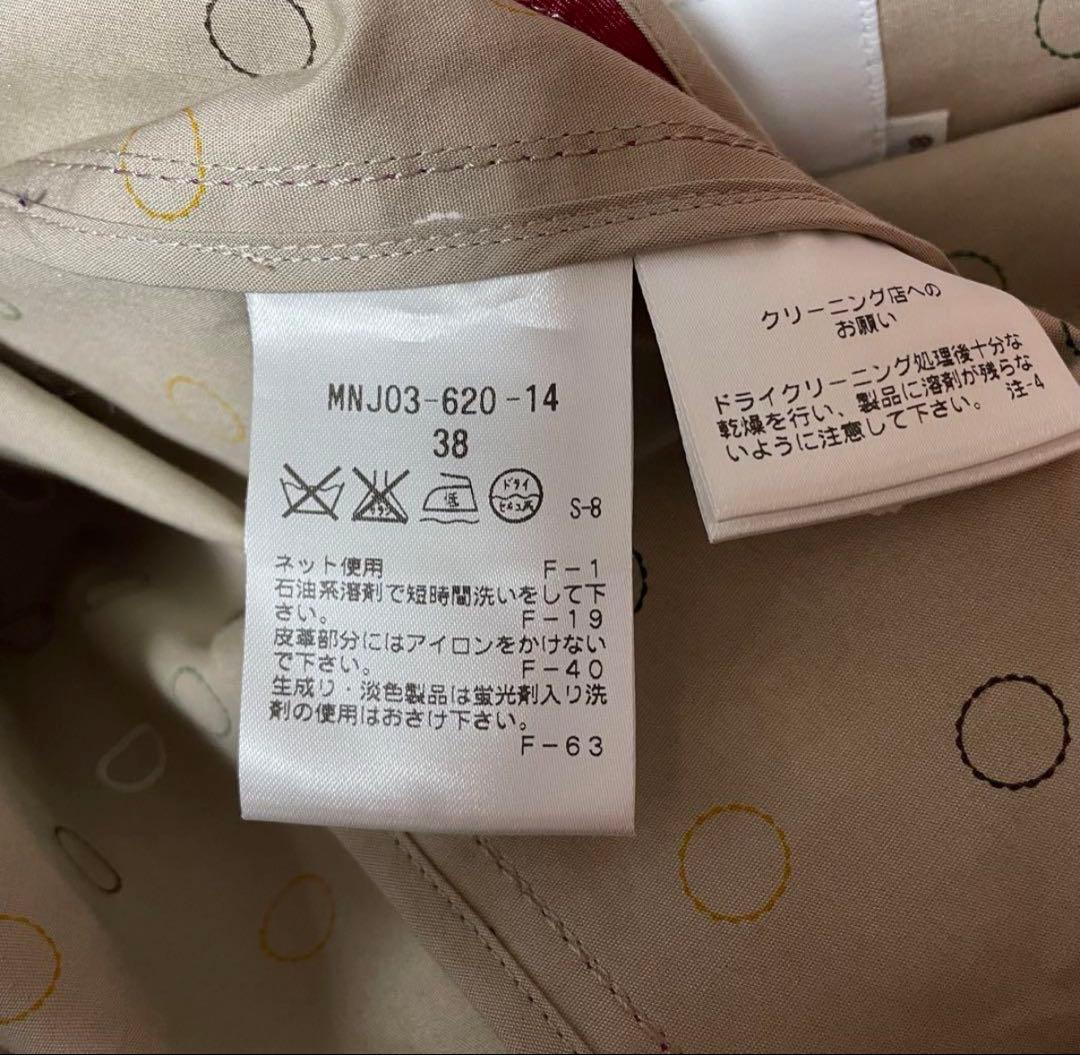 MNJ03-620-14
38
低
ドライ
セキユ系
S-8
ネット使用 F-1
石油系溶剤で短時間洗いをして下
さい。 F-19
皮革部分にはアイロンをかけない
で下さい。 F-40
生成り・淡色製品は蛍光剤入り洗
剤の使用はおさけ下さい。
F-63
クリーニング店への
お願い
ドライクリーニング処理後十分な
乾燥を行い、製品に溶剤が残らな
いように注意して下さい。 注-4